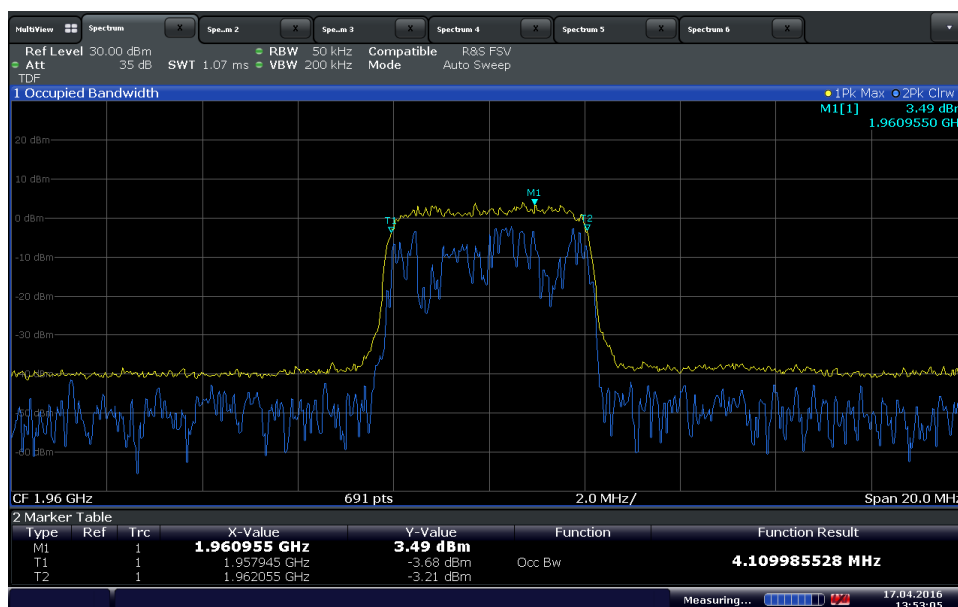 MultiView Spectrum X Spe...m 2 X Spe...m 3 X Spectrum 4 X Spectrum 5 X Spectrum 6 X
Ref Level 30.00 dBm RBW 50 kHz Compatible R&S FSV
Att 35 dB SWT 1.07 ms VBW 200 kHz Mode Auto Sweep
TDF
1 Occupied Bandwidth 1Pk Max 2Pk Clrw
M1[1] 3.49 dBm
1.9609550 GH
20 dBm
10 dBm
M1
0 dBm
T1 T2
-10 dBm
-20 dBm
-30 dBm
-50 dBm
-60 dBm
CF 1.96 GHz 691 pts 2.0 MHz/ Span 20.0 MHz
2 Marker Table
Type Ref Trc X-Value Y-Value Function Function Result
M1 1 1.960955 GHz 3.49 dBm
T1 1 1.957945 GHz -3.68 dBm Occ Bw 4.109985528 MHz
T2 1 1.962055 GHz -3.21 dBm
Measuring... 17.04.2016
13:53:05